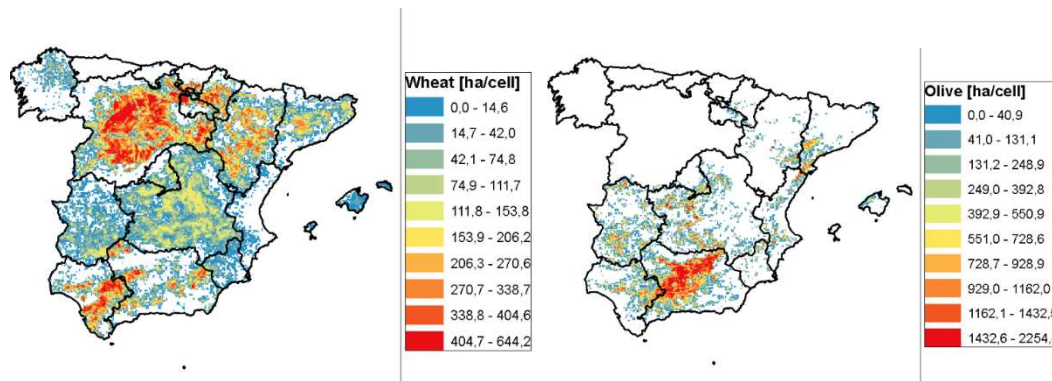 Wheat [ha/cell]
0,0 - 14,6
14,7 - 42,0
42,1 - 74,8
74,9 - 111,7
111,8 - 153,8
153,9 - 206,2
206,3 - 270,6
270,7 - 338,7
338,8 - 404,6
404,7 - 644,2
Olive [ha/cell]
0,0 - 40,9
41,0 - 131,1
131,2 - 248,9
249,0 - 392,8
392,9 - 550,9
551,0 - 728,6
728,7 - 928,9
929,0 - 1162,0
1162,1 - 1432,5
1432,6 - 2254,